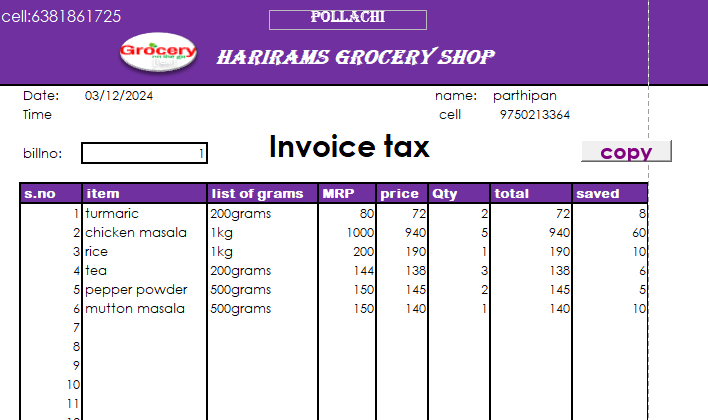 cell:6381861725
POLLACHI
Grocery
on the go
HARIRAMS GROCERY SHOP
Date: 03/12/2024 name: parthipan
Time cell 9750213364
billno: 1 Invoice tax copy
s.no item list of grams MRP price Qty total saved
1 turmaric 200grams 80 72 2 72 8
2 chicken masala 1kg 1000 940 5 940 60
3 rice 1kg 200 190 1 190 10
4 tea 200grams 144 138 3 138 6
5 pepper powder 500grams 150 145 2 145 5
6 mutton masala 500grams 150 140 1 140 10
7
8
9
10
11